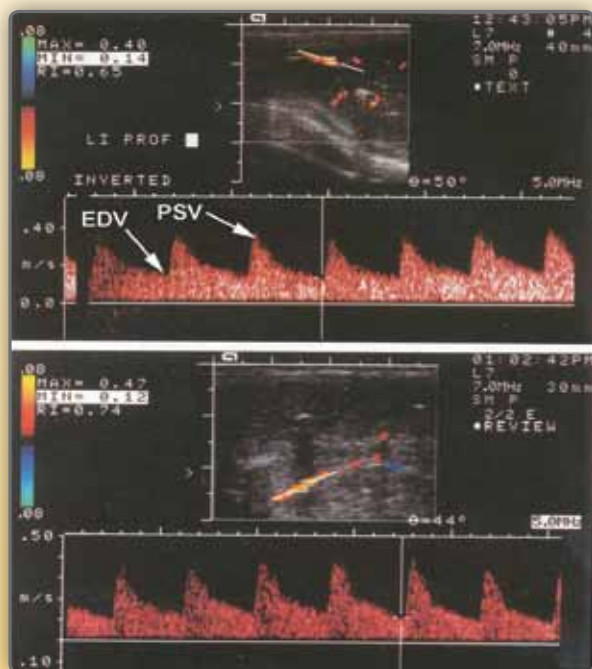 .08
MAX= 0.40
MIN= 0.14
RI=0.65
LI PROF
.08
INVERTED
12:43:05PM
L7 # 4
7.0MHz 40mm
SM P
0
*TEXT
θ=50° 5.0MHz
EDV
PSV
.40
m/s
0.0
.08
MAX= 0.47
MIN= 0.12
RI=0.74
.08
01:02:42PM
L7
7.0MHz 30mm
SM P
2/2 E
*REVIEW
θ=44° 5.0MHz
.50
m/s
.10